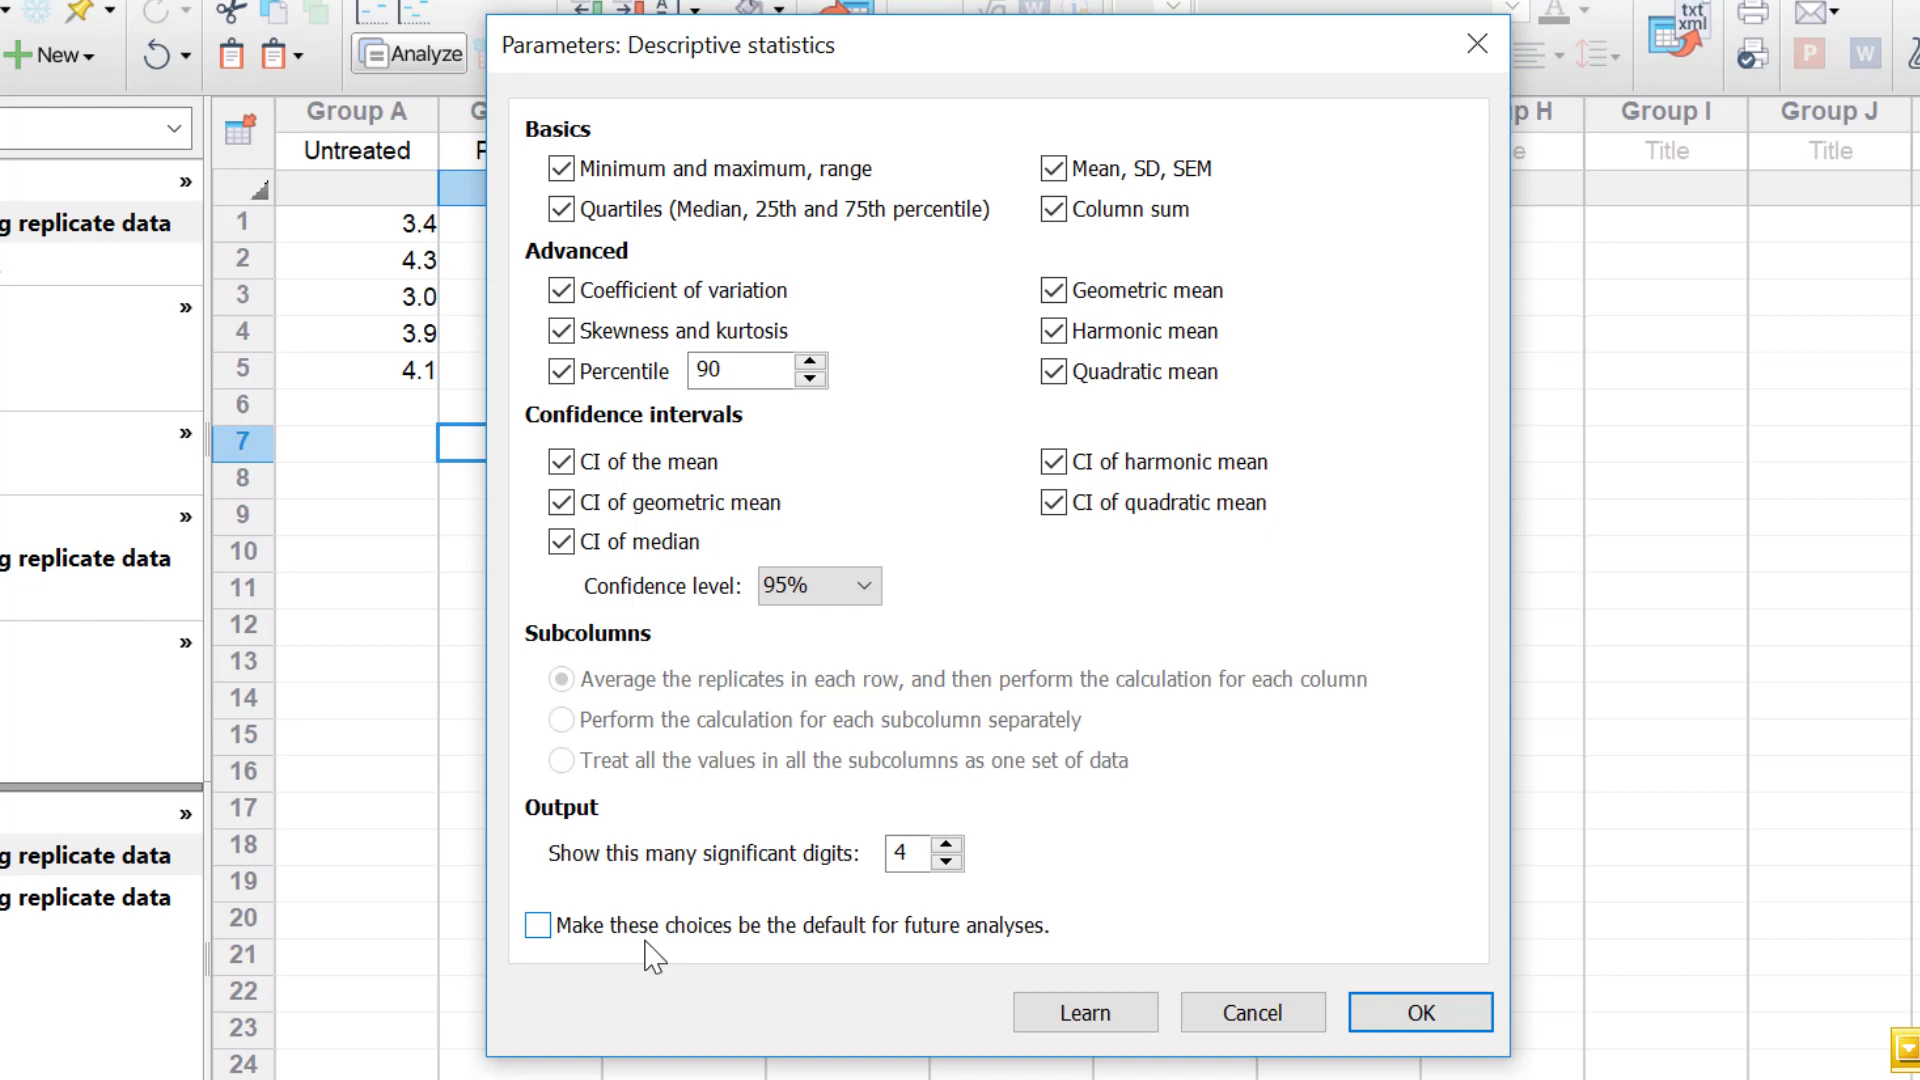 txt
xml
New
Analyze
P
W
Parameters: Descriptive statistics
Group A
p H
Group I
Group J
Untreated
Title
Title
g replicate data
1
3.4
2
4.3
3
3.0
4
3.9
5
4.1
6
7
8
9
g replicate data
10
11
12
13
14
15
16
17
18
g replicate data
19
g replicate data
20
21
22
23
24
Basics
Minimum and maximum, range
Mean, SD, SEM
Quartiles (Median, 25th and 75th percentile)
Column sum
Advanced
Coefficient of variation
Geometric mean
Skewness and kurtosis
Harmonic mean
Percentile 90
Quadratic mean
Confidence intervals
CI of the mean
CI of harmonic mean
CI of geometric mean
CI of quadratic mean
CI of median
Confidence level: 95%
Subcolumns
Average the replicates in each row, and then perform the calculation for each column
Perform the calculation for each subcolumn separately
Treat all the values in all the subcolumns as one set of data
Output
Show this many significant digits: 4
Make these choices be the default for future analyses.
Learn
Cancel
OK